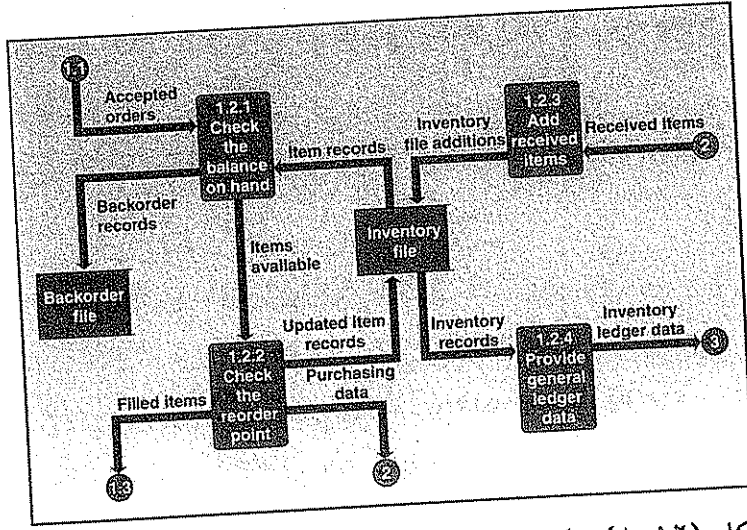 1.1
Accepted
orders
1.2.1
Check
the
balance
on hand
Item records
Inventory
file additions
1.2.3
Add
received
items
Received items
2
Backorder
records
Items
available
Inventory
file
Backorder
file
Updated item
records
Inventory
records
Inventory
ledger data
3
1.2.2
Check
the
reorder
point
Purchasing
data
1.2.4
Provide
general
ledger
data
Filled items
1.3
2